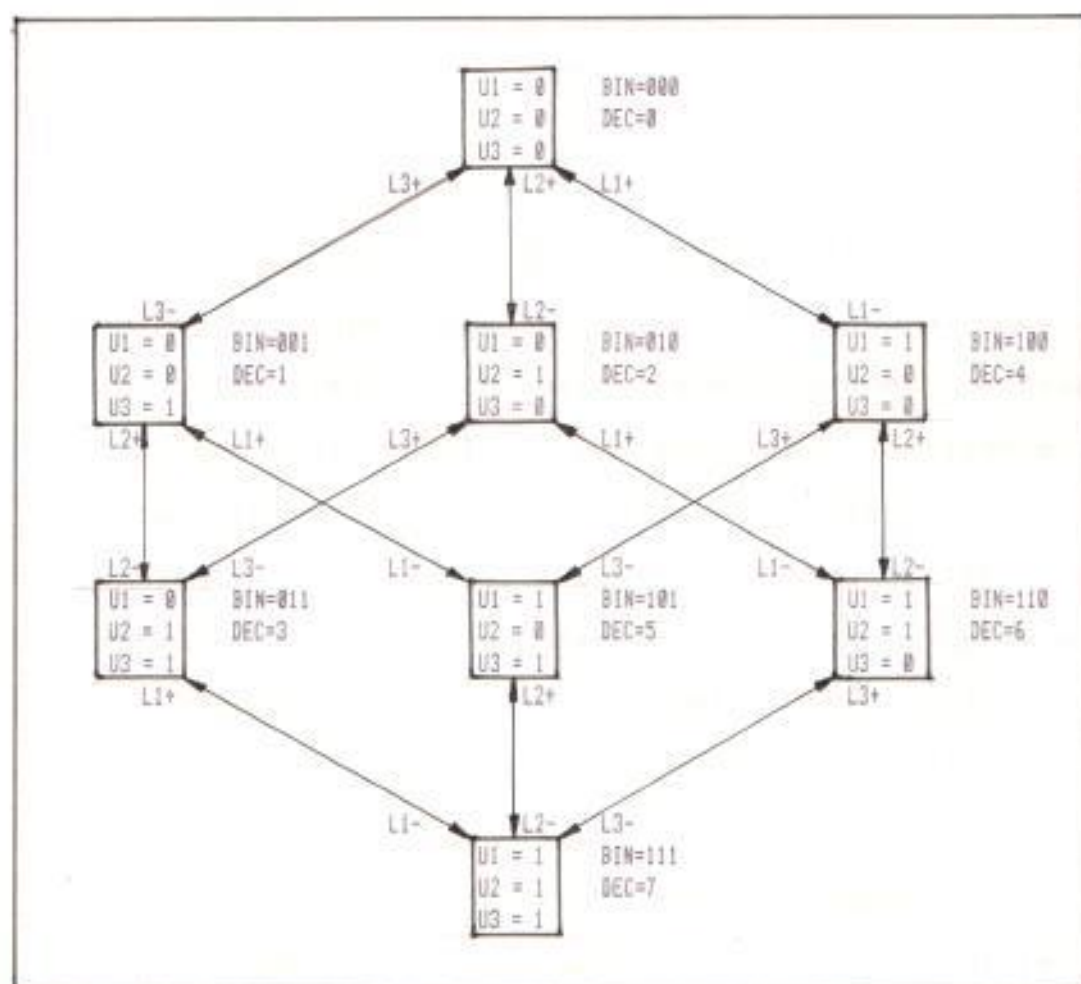 U1 = 0 BIN=000
U2 = 0 DEC=0
U3 = 0
L3+ L2+ L1+
L3- L2- L1-
U1 = 0 BIN=001 U1 = 0 BIN=010 U1 = 1 BIN=100
U2 = 0 DEC=1 U2 = 1 DEC=2 U2 = 0 DEC=4
U3 = 1 U3 = 0 U3 = 0
L2+ L1+ L3+ L1+ L3+ L2+
L2- L3- L1- L3- L1- L2-
U1 = 0 BIN=011 U1 = 1 BIN=101 U1 = 1 BIN=110
U2 = 1 DEC=3 U2 = 0 DEC=5 U2 = 1 DEC=6
U3 = 1 U3 = 1 U3 = 0
L1+ L2+ L3+
L1- L2- L3-
U1 = 1 BIN=111
U2 = 1 DEC=7
U3 = 1